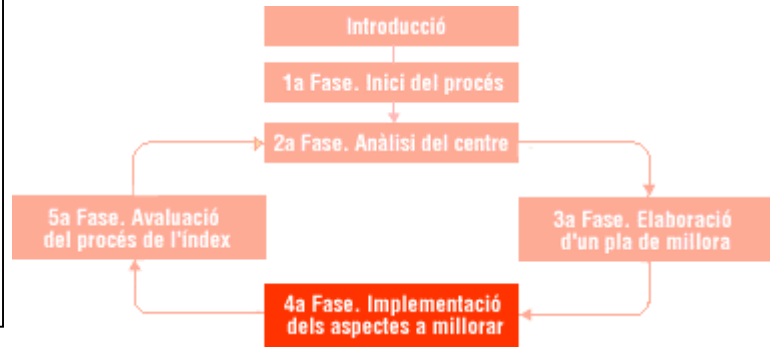 Introducció
1a Fase. Inici del procés
2a Fase. Anàlisi del centre
5a Fase. Avaluació
del procés de l'índex
3a Fase. Elaboració
d'un pla de millora
4a Fase. Implementació
dels aspectes a millorar